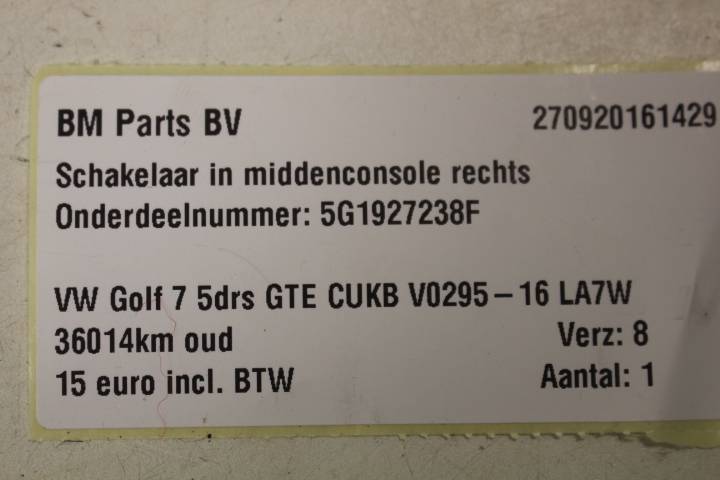 BM Parts BV 270920161429
Schakelaar in middenconsole rechts
Onderdeelnummer: 5G1927238F
VW Golf 7 5drs GTE CUKB V0295-16 LA7W
36014km oud Verz: 8
15 euro incl. BTW Aantal: 1